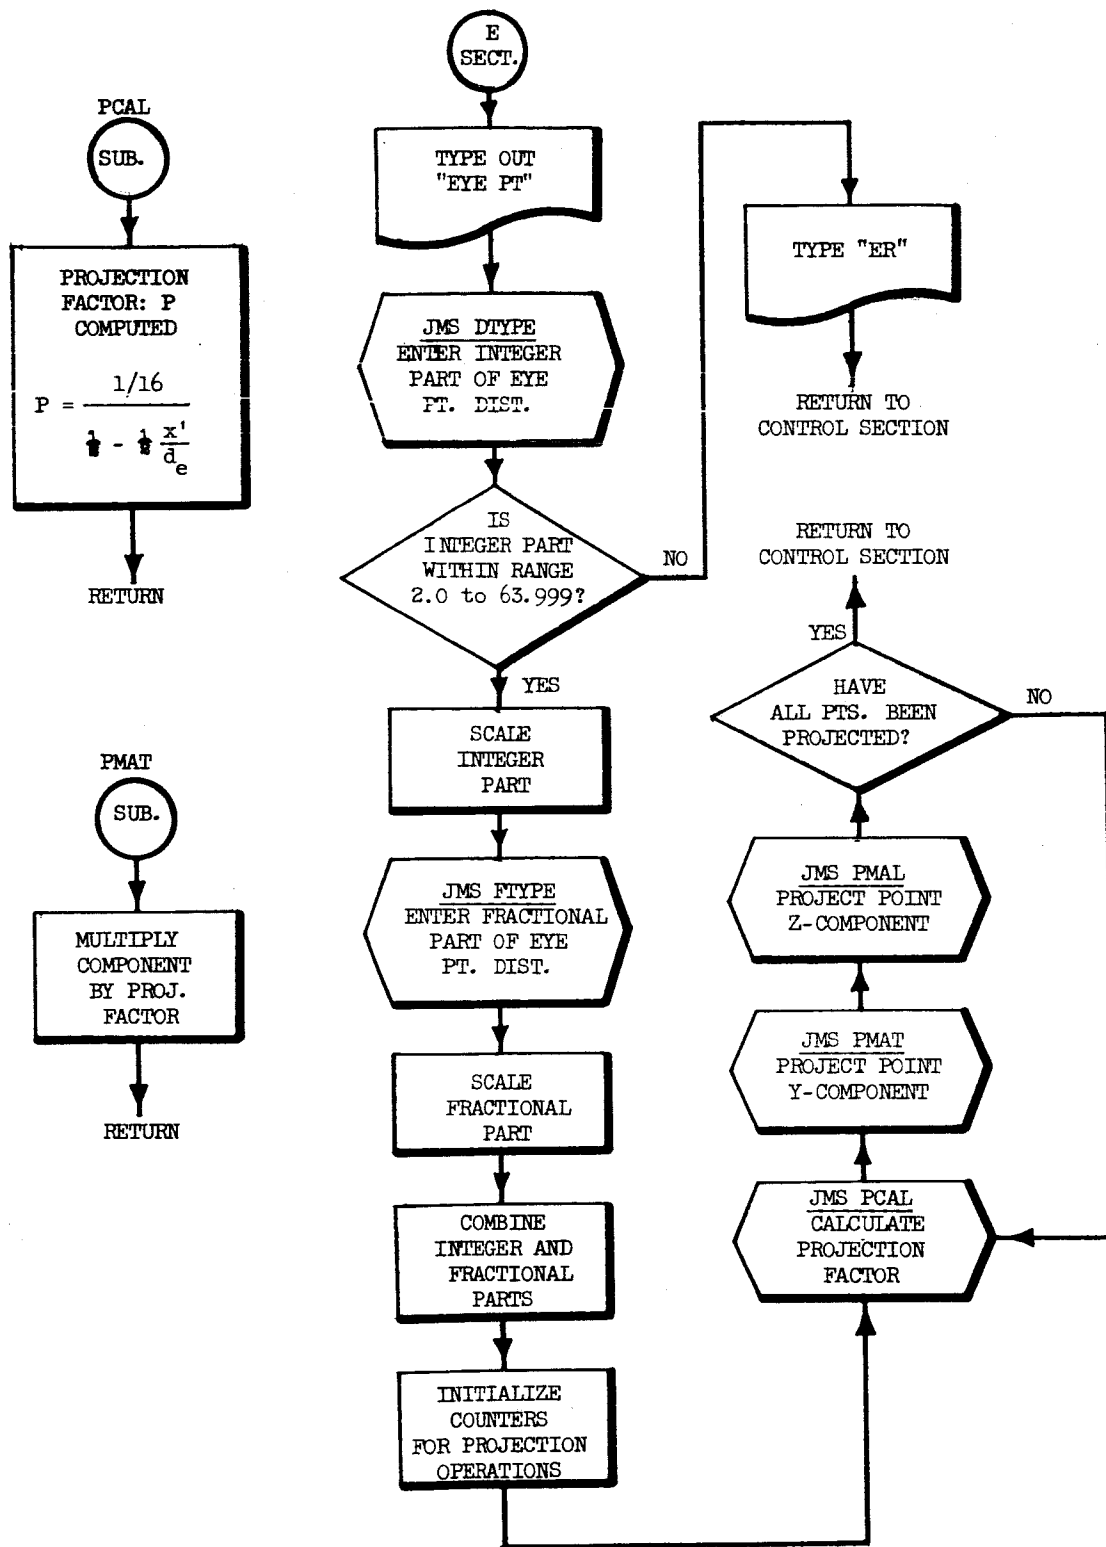 PCAL
SUB.
PROJECTION
FACTOR: P
COMPUTED
1/16
P =
- x'
d
e
RETURN
PMAT
SUB.
MULTIPLY
COMPONENT
BY PROJ.
FACTOR
RETURN
E
SECT.
TYPE OUT
"EYE PT"
JMS DTYPE
ENTER INTEGER
PART OF EYE
PT. DIST.
IS
INTEGER PART
WITHIN RANGE
2.0 to 63.999?
NO
YES
SCALE
INTEGER
PART
JMS FTYPE
ENTER FRACTIONAL
PART OF EYE
PT. DIST.
SCALE
FRACTIONAL
PART
COMBINE
INTEGER AND
FRACTIONAL
PARTS
INITIALIZE
COUNTERS
FOR PROJECTION
OPERATIONS
TYPE "ER"
RETURN TO
CONTROL SECTION
RETURN TO
CONTROL SECTION
YES
HAVE
ALL PTS. BEEN
PROJECTED?
NO
JMS PMAL
PROJECT POINT
Z-COMPONENT
JMS PMAT
PROJECT POINT
Y-COMPONENT
JMS PCAL
CALCULATE
PROJECTION
FACTOR